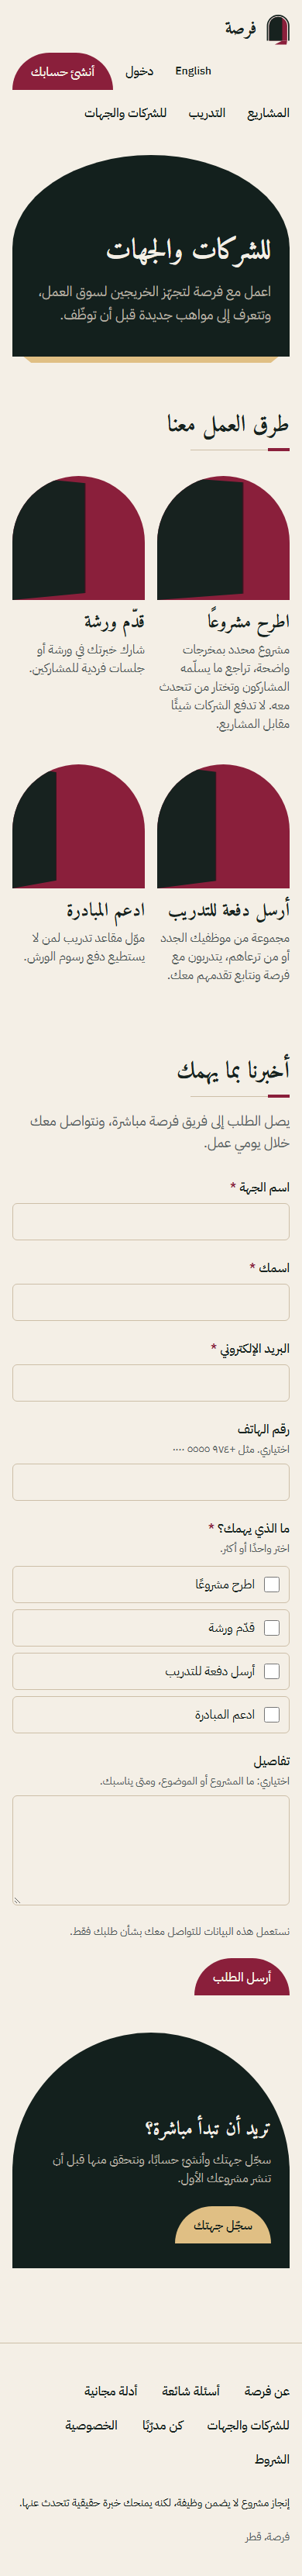 فرصة
English
دخول
أنشئ حسابك
المشاريع
التدريب
للشركات والجهات
للشركات والجهات
اعمل مع فرصة لتجهّز الخريجين لسوق العمل،
وتتعرف إلى مواهب جديدة قبل أن توظّف.
طرق العمل معنا
اطرح مشروعًا
مشروع محدد بمخرجات
واضحة، تراجع ما يسلّمه
المشاركون وتختار من تتحدث
معه. لا تدفع الشركات شيئًا
مقابل المشاريع.
قدّم ورشة
شارك خبرتك في ورشة أو
جلسات فردية للمشاركين.
أرسل دفعة للتدريب
مجموعة من موظفيك الجدد
أو من ترعاهم، يتدربون مع
فرصة ونتابع تقدمهم معك.
ادعم المبادرة
موّل مقاعد تدريب لمن لا
يستطيع دفع رسوم الورش.
أخبرنا بما يهمك
يصل الطلب إلى فريق فرصة مباشرة، ونتواصل معك
خلال يومي عمل.
اسم الجهة *
اسمك *
البريد الإلكتروني *
رقم الهاتف
اختياري. مثل +٩٧٤ ٥٥٥٥ ٠٠٠٠
ما الذي يهمك؟ *
اختر واحدًا أو أكثر.
اطرح مشروعًا
قدّم ورشة
أرسل دفعة للتدريب
ادعم المبادرة
تفاصيل
اختياري: ما المشروع أو الموضوع، ومتى يناسبك.
نستعمل هذه البيانات للتواصل معك بشأن طلبك فقط.
أرسل الطلب
تريد أن تبدأ مباشرة؟
سجّل جهتك وأنشئ حسابًا، ونتحقق منها قبل أن
تنشر مشروعك الأول.
سجّل جهتك
عن فرصة
أسئلة شائعة
أدلة مجانية
للشركات والجهات
كن مدرّبًا
الخصوصية
الشروط
إنجاز مشروع لا يضمن وظيفة، لكنه يمنحك خبرة حقيقية تتحدث عنها.
فرصة، قطر